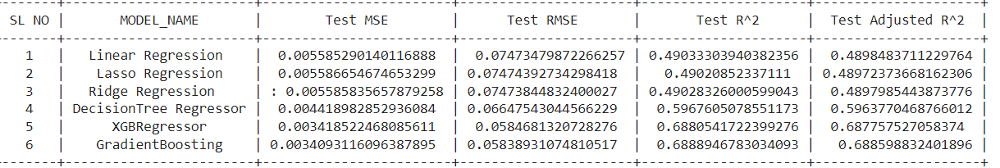 SL NO | MODEL_NAME | Test MSE | Test RMSE | Test R^2 | Test Adjusted R^2 |
1 | Linear Regression | 0.005585290140116888 | 0.07473479872266257 | 0.49033303940382356 | 0.4898483711229764 |
2 | Lasso Regression | 0.005586654674653299 | 0.07474392734298418 | 0.49020852337111 | 0.48972373668162306 |
3 | Ridge Regression | : 0.005585835657879258 | 0.07473844832400027 | 0.49028326000599043 | 0.4897985443873776 |
4 | DecisionTree Regressor | 0.004418982852936084 | 0.06647543044566229 | 0.5967605078551173 | 0.5963770468766012 |
5 | XGBRegressor | 0.003418522468085611 | 0.0584681320728276 | 0.6880541722399276 | 0.687757527058374 |
6 | GradientBoosting | 0.0034093116096387895 | 0.05838931074810517 | 0.6888946783034093 | 0.688598832401896 |